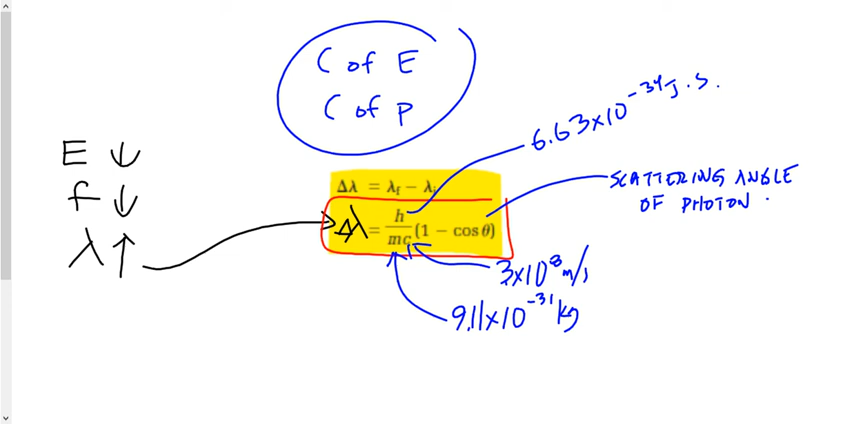 C of E
C of p
6.63×10⁻³⁴ J.S.
E ↓
f ↓
λ ↑
Δλ = λf − λi
Δλ = h/mc (1 − cos θ)
SCATTERING ANGLE
OF PHOTON.
3×10⁸ m/s
9.11×10⁻³¹ kg